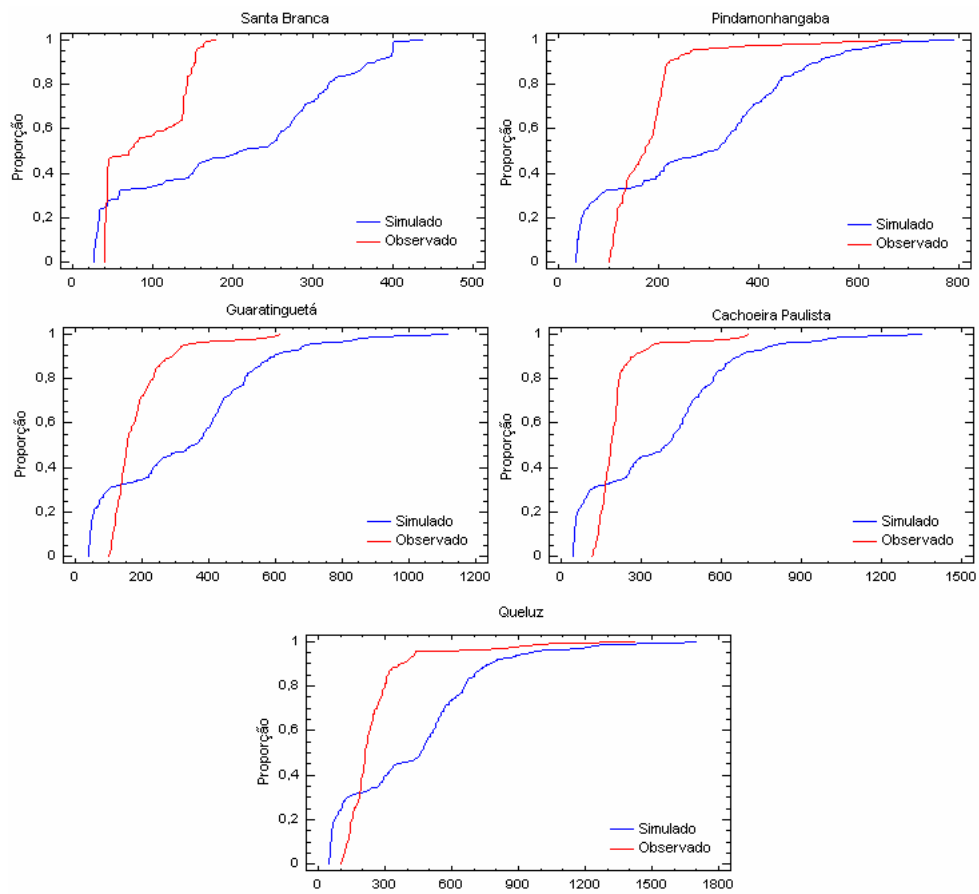 Santa Branca
Proporção
1
0,8
0,6
0,4
0,2
0
0 100 200 300 400 500
Simulado
Observado
Pindamonhangaba
Proporção
1
0,8
0,6
0,4
0,2
0
0 200 400 600 800
Simulado
Observado
Guaratinguetá
Proporção
1
0,8
0,6
0,4
0,2
0
0 200 400 600 800 1000 1200
Simulado
Observado
Cachoeira Paulista
Proporção
1
0,8
0,6
0,4
0,2
0
0 300 600 900 1200 1500
Simulado
Observado
Queluz
Proporção
1
0,8
0,6
0,4
0,2
0
0 300 600 900 1200 1500 1800
Simulado
Observado